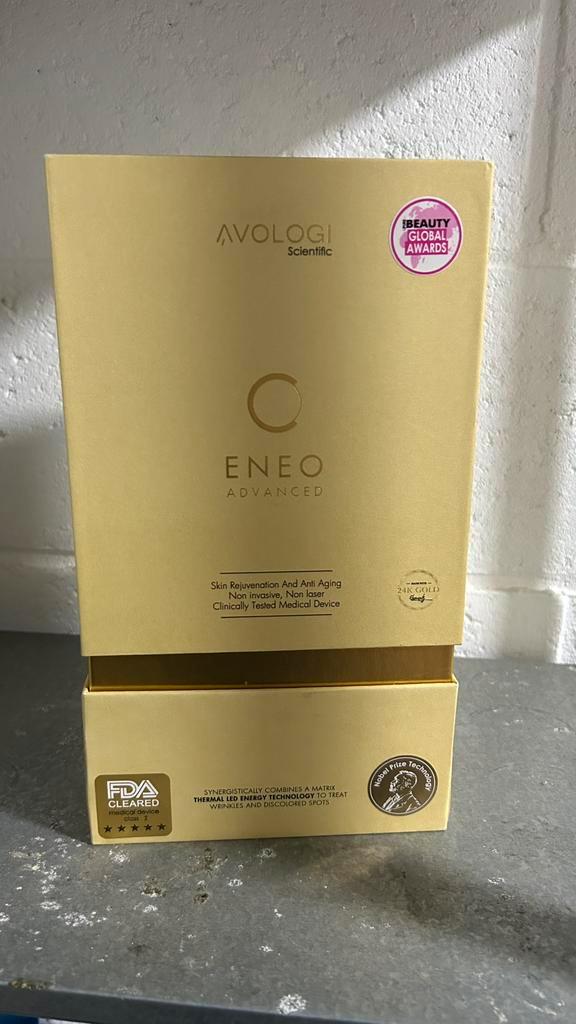 AVOLOGI
Scientific
BEAUTY
GLOBAL
AWARDS
ENEO
ADVANCED
Skin Rejuvenation And Anti Aging
Non invasive, Non laser
Clinically Tested Medical Device
24K GOLD
FDA
CLEARED
medical device
class 2
SYNERGISTICALLY COMBINES A MATRIX
THERMAL LED ENERGY TECHNOLOGY TO TREAT
WRINKLES AND DISCOLORED SPOTS
Nobel Prize Technology